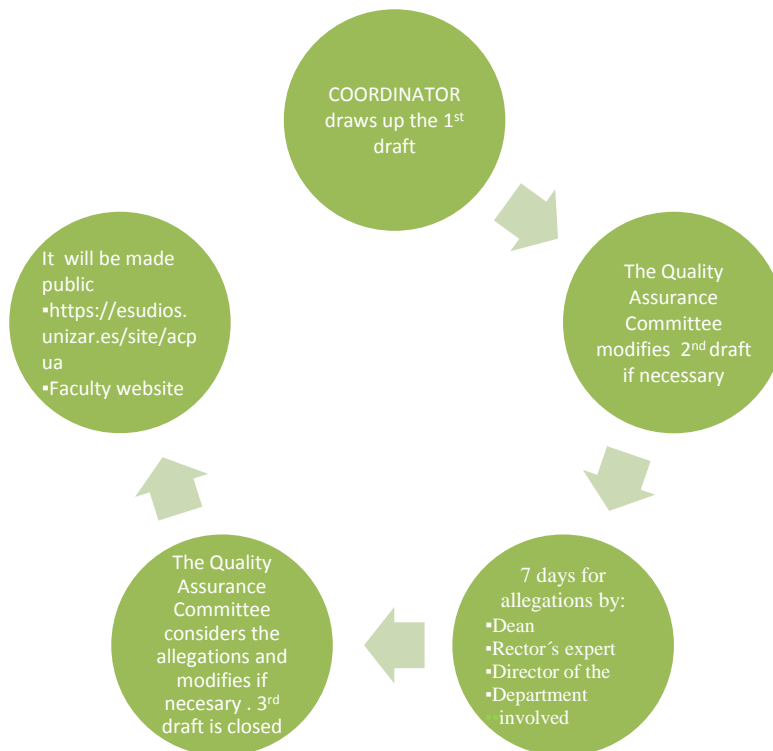 COORDINATOR
draws up the 1st
draft
The Quality
Assurance
Committee
modifies 2nd draft
if necessary
7 days for
allegations by:
▪Dean
▪Rector´s expert
▪Director of the
▪Department
▪involved
The Quality
Assurance
Committee
considers the
allegations and
modifies if
necesary . 3rd
draft is closed
It will be made
public
▪https://esudios.
unizar.es/site/acp
ua
▪Faculty website